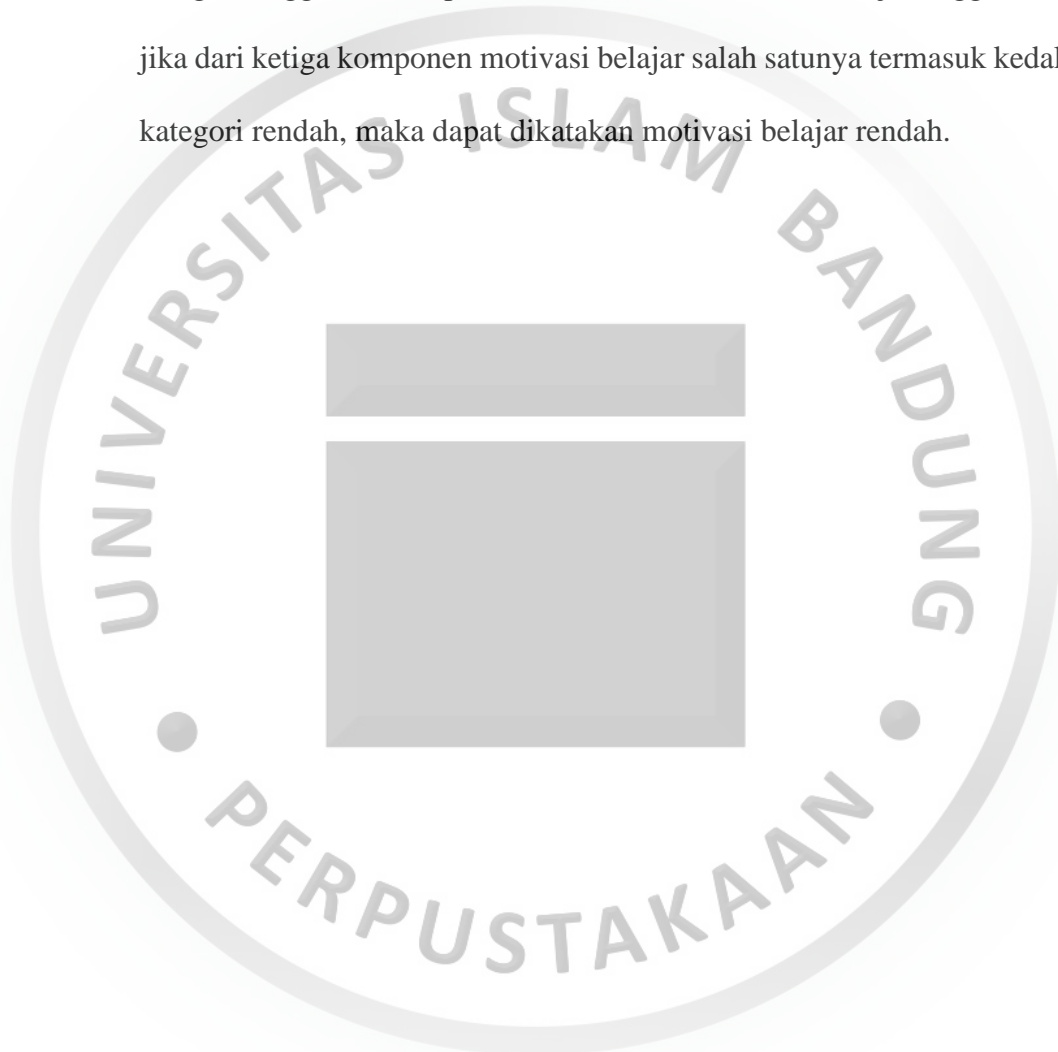 jika dari ketiga komponen motivasi belajar salah satunya termasuk
kategori rendah, maka dapat dikatakan motivasi belajar rendah.
UNIVERSITAS ISLAM BANDUNG
PERPUSTAKAAN